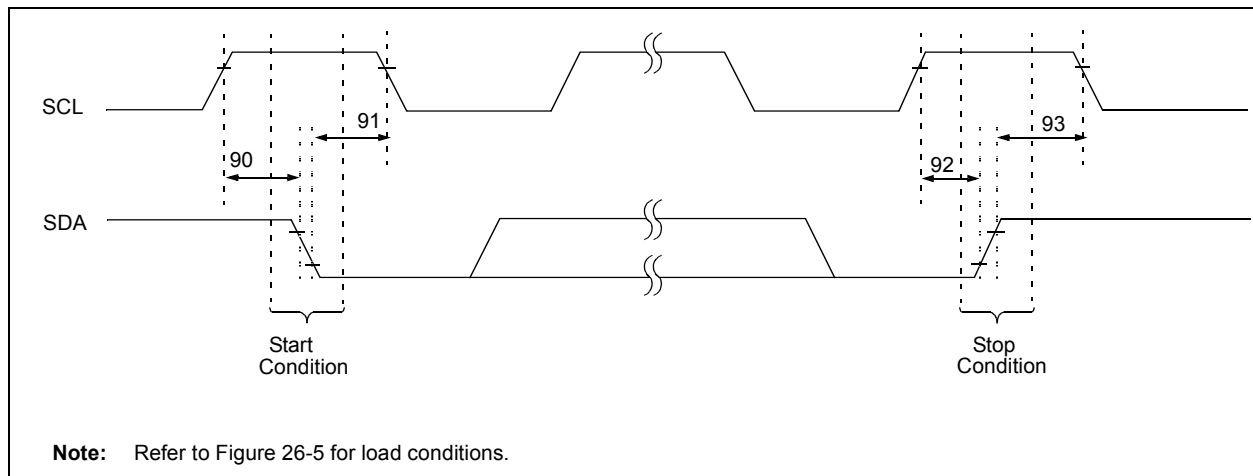 SCL
91
93
90
92
SDA
Start
Condition
Stop
Condition
Note: Refer to Figure 26-5 for load conditions.